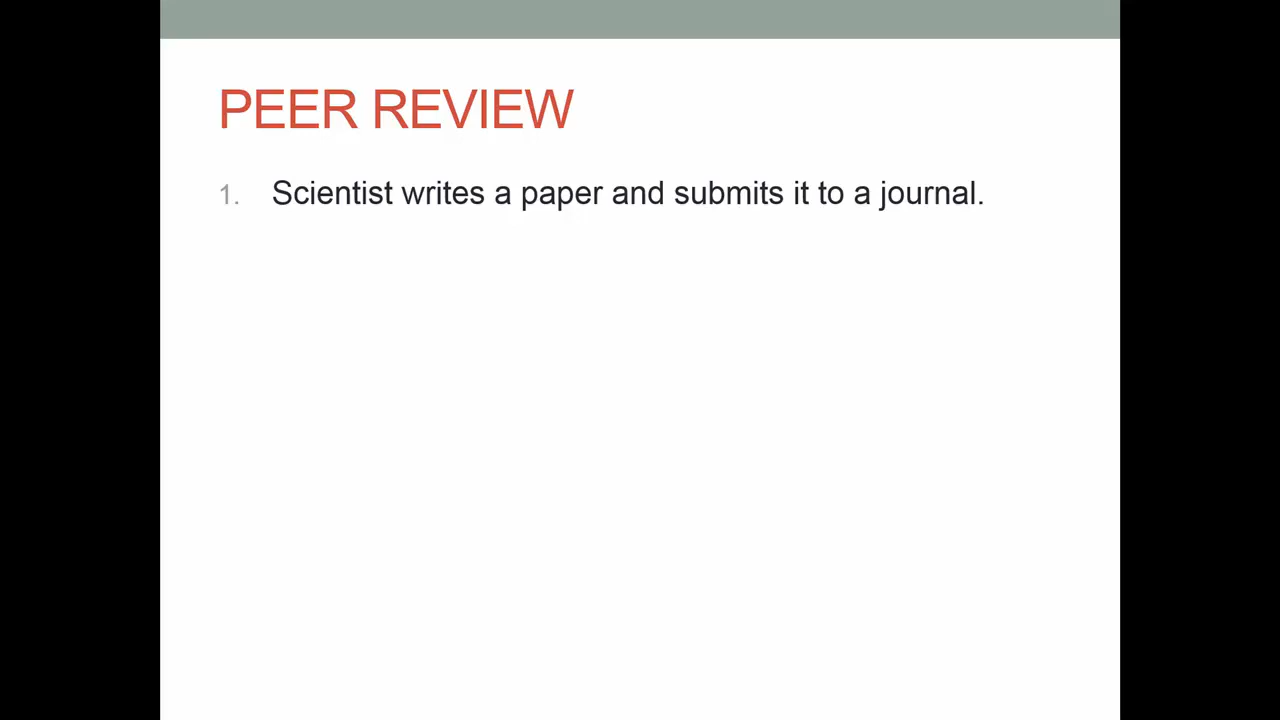 PEER REVIEW
1. Scientist writes a paper and submits it to a journal.